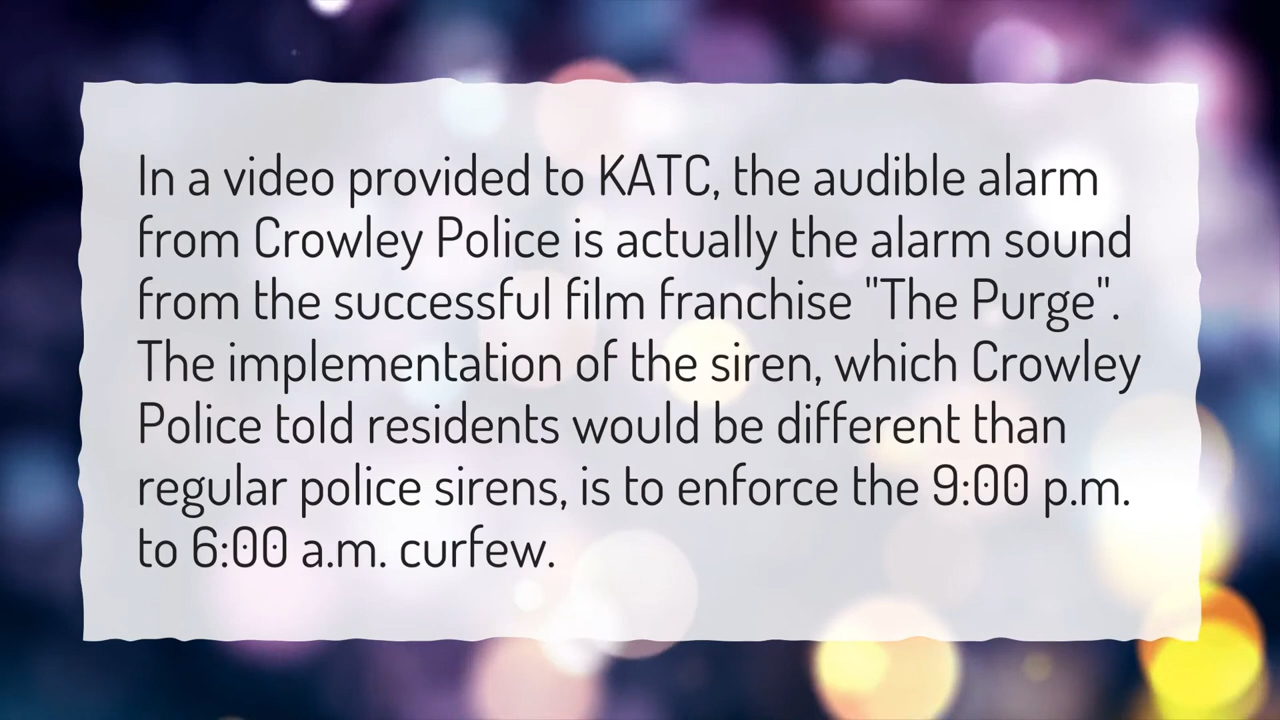 In a video provided to KATC, the audible alarm
from Crowley Police is actually the alarm sound
from the successful film franchise "The Purge".
The implementation of the siren, which Crowley
Police told residents would be different than
regular police sirens, is to enforce the 9:00 p.m.
to 6:00 a.m. curfew.